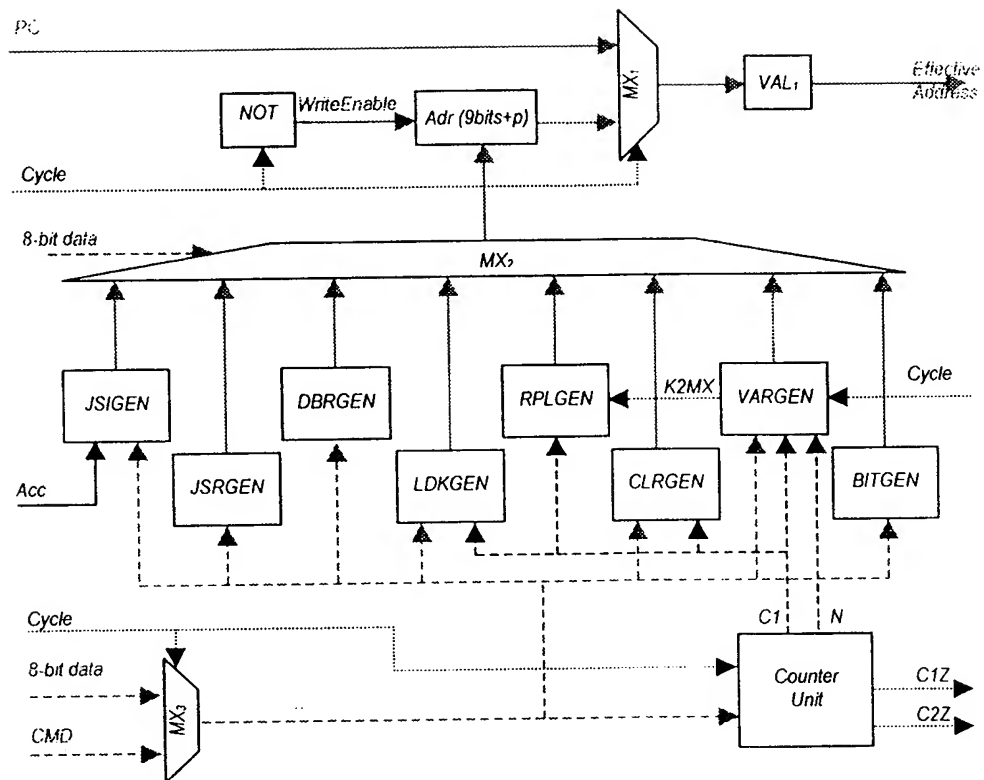 PC
MX1
VAL1
Effective Address
NOT
WriteEnable
Adr (9bits+p)
Cycle
8-bit data
MX2
JSIGEN
DBRGEN
RPLGEN
K2MX
VARGEN
Cycle
Acc
JSRGEN
LDKGEN
CLRGEN
BITGEN
Cycle
C1
N
8-bit data
MX3
CMD
Counter
Unit
C1Z
C2Z